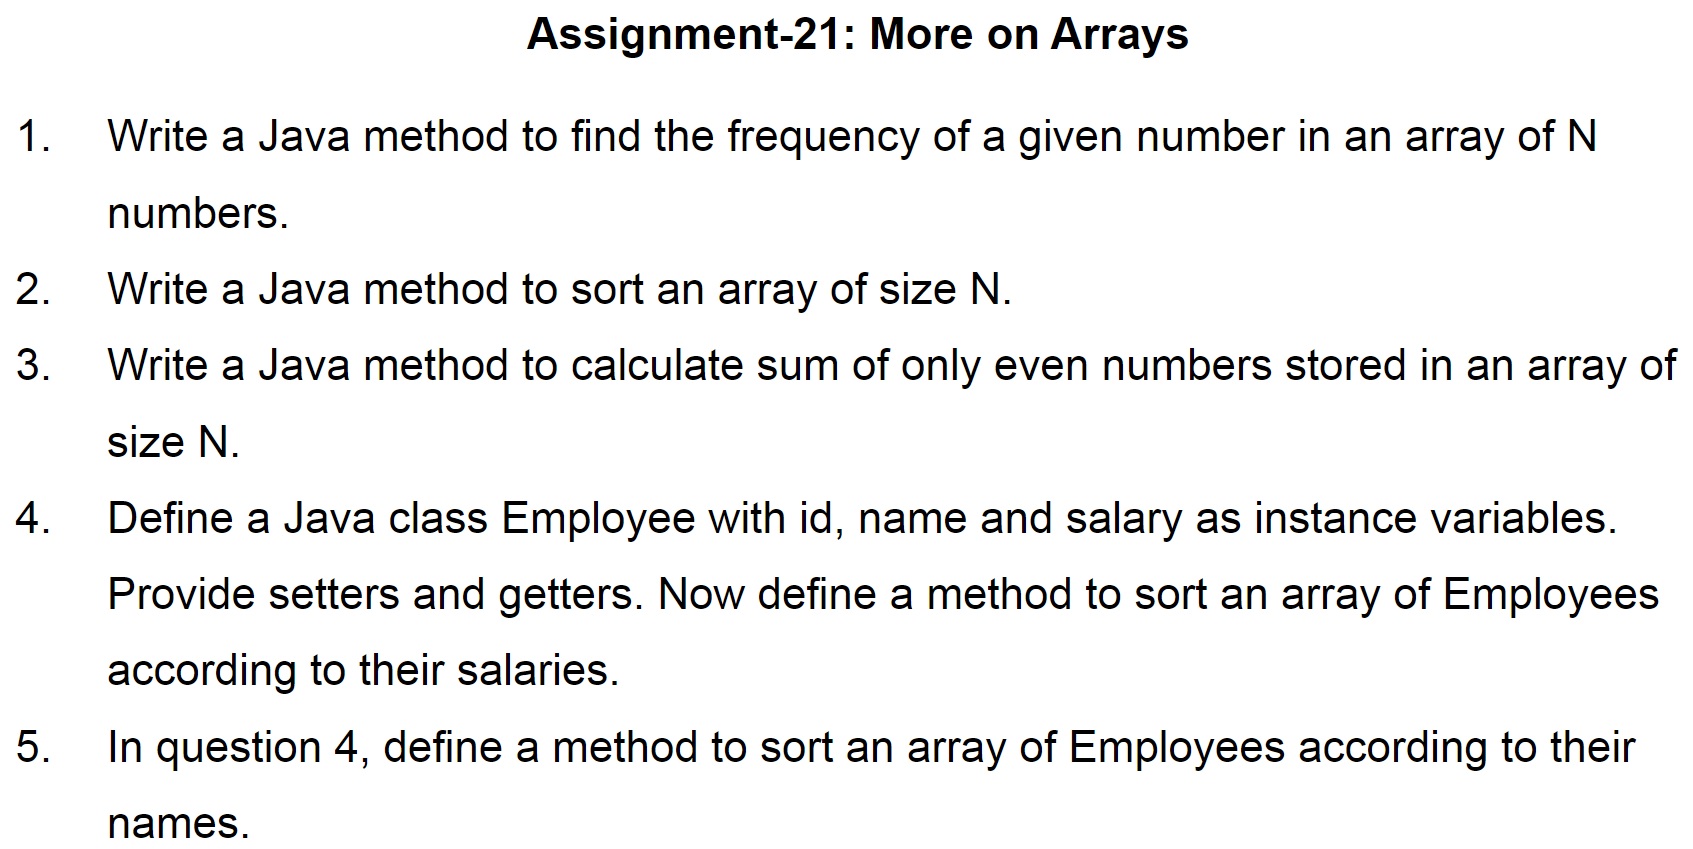 Assignment-21: More on Arrays
1. Write a Java method to find the frequency of a given number in an array of N
numbers.
2. Write a Java method to sort an array of size N.
3. Write a Java method to calculate sum of only even numbers stored in an array of
size N.
4. Define a Java class Employee with id, name and salary as instance variables.
Provide setters and getters. Now define a method to sort an array of Employees
according to their salaries.
5. In question 4, define a method to sort an array of Employees according to their
names.